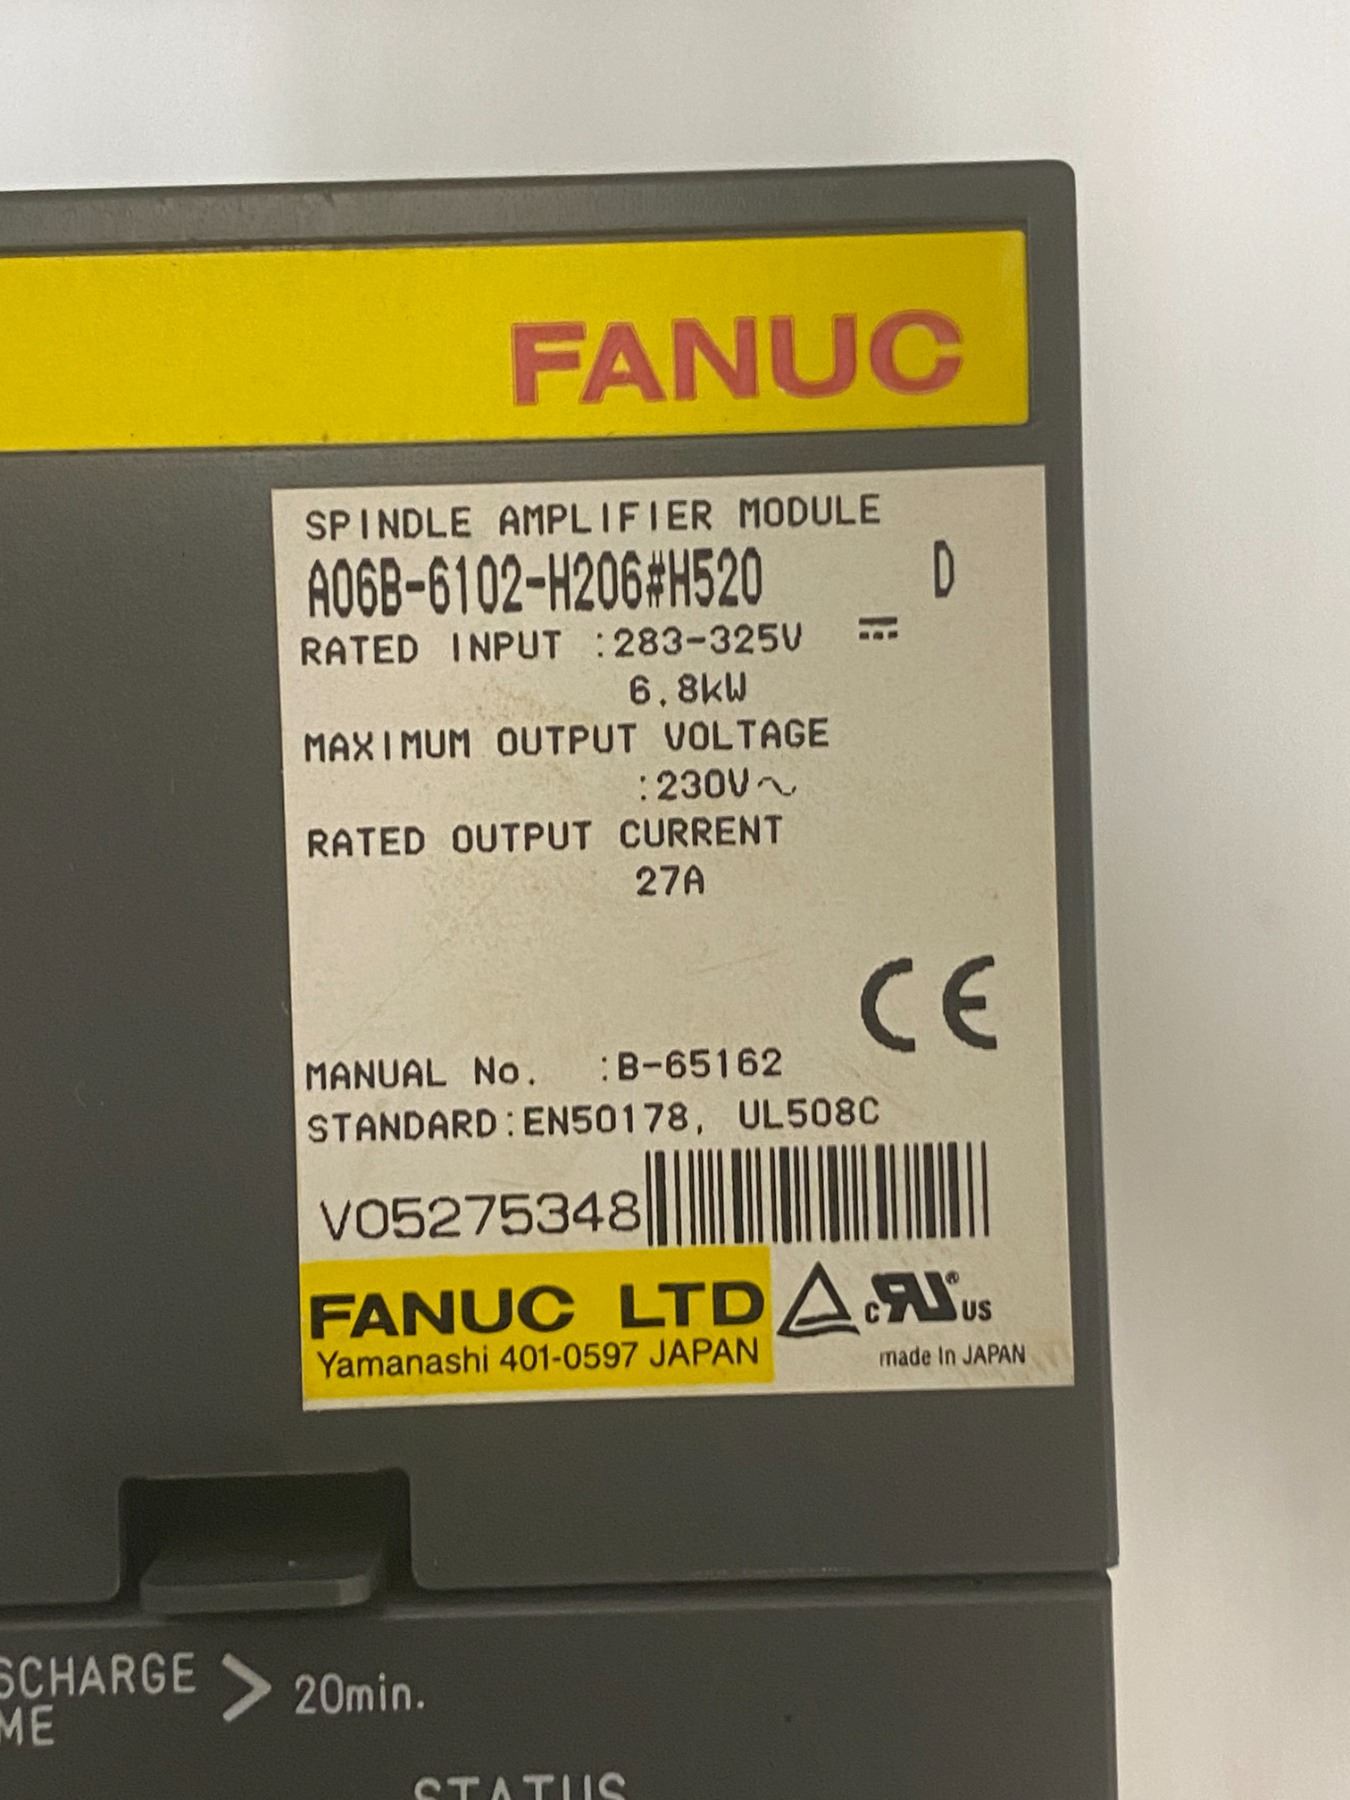 FANUC
SPINDLE AMPLIFIER MODULE
A06B-6102-H206#H520 D
RATED INPUT :283-325V ⎓
6.8kW
MAXIMUM OUTPUT VOLTAGE
:230V～
RATED OUTPUT CURRENT
27A
CE
MANUAL No. :B-65162
STANDARD:EN50178, UL508C
V05275348
FANUC LTD
Yamanashi 401-0597 JAPAN
c RU ® US
made In JAPAN
SCHARGE > 20min.
ME
STATUS